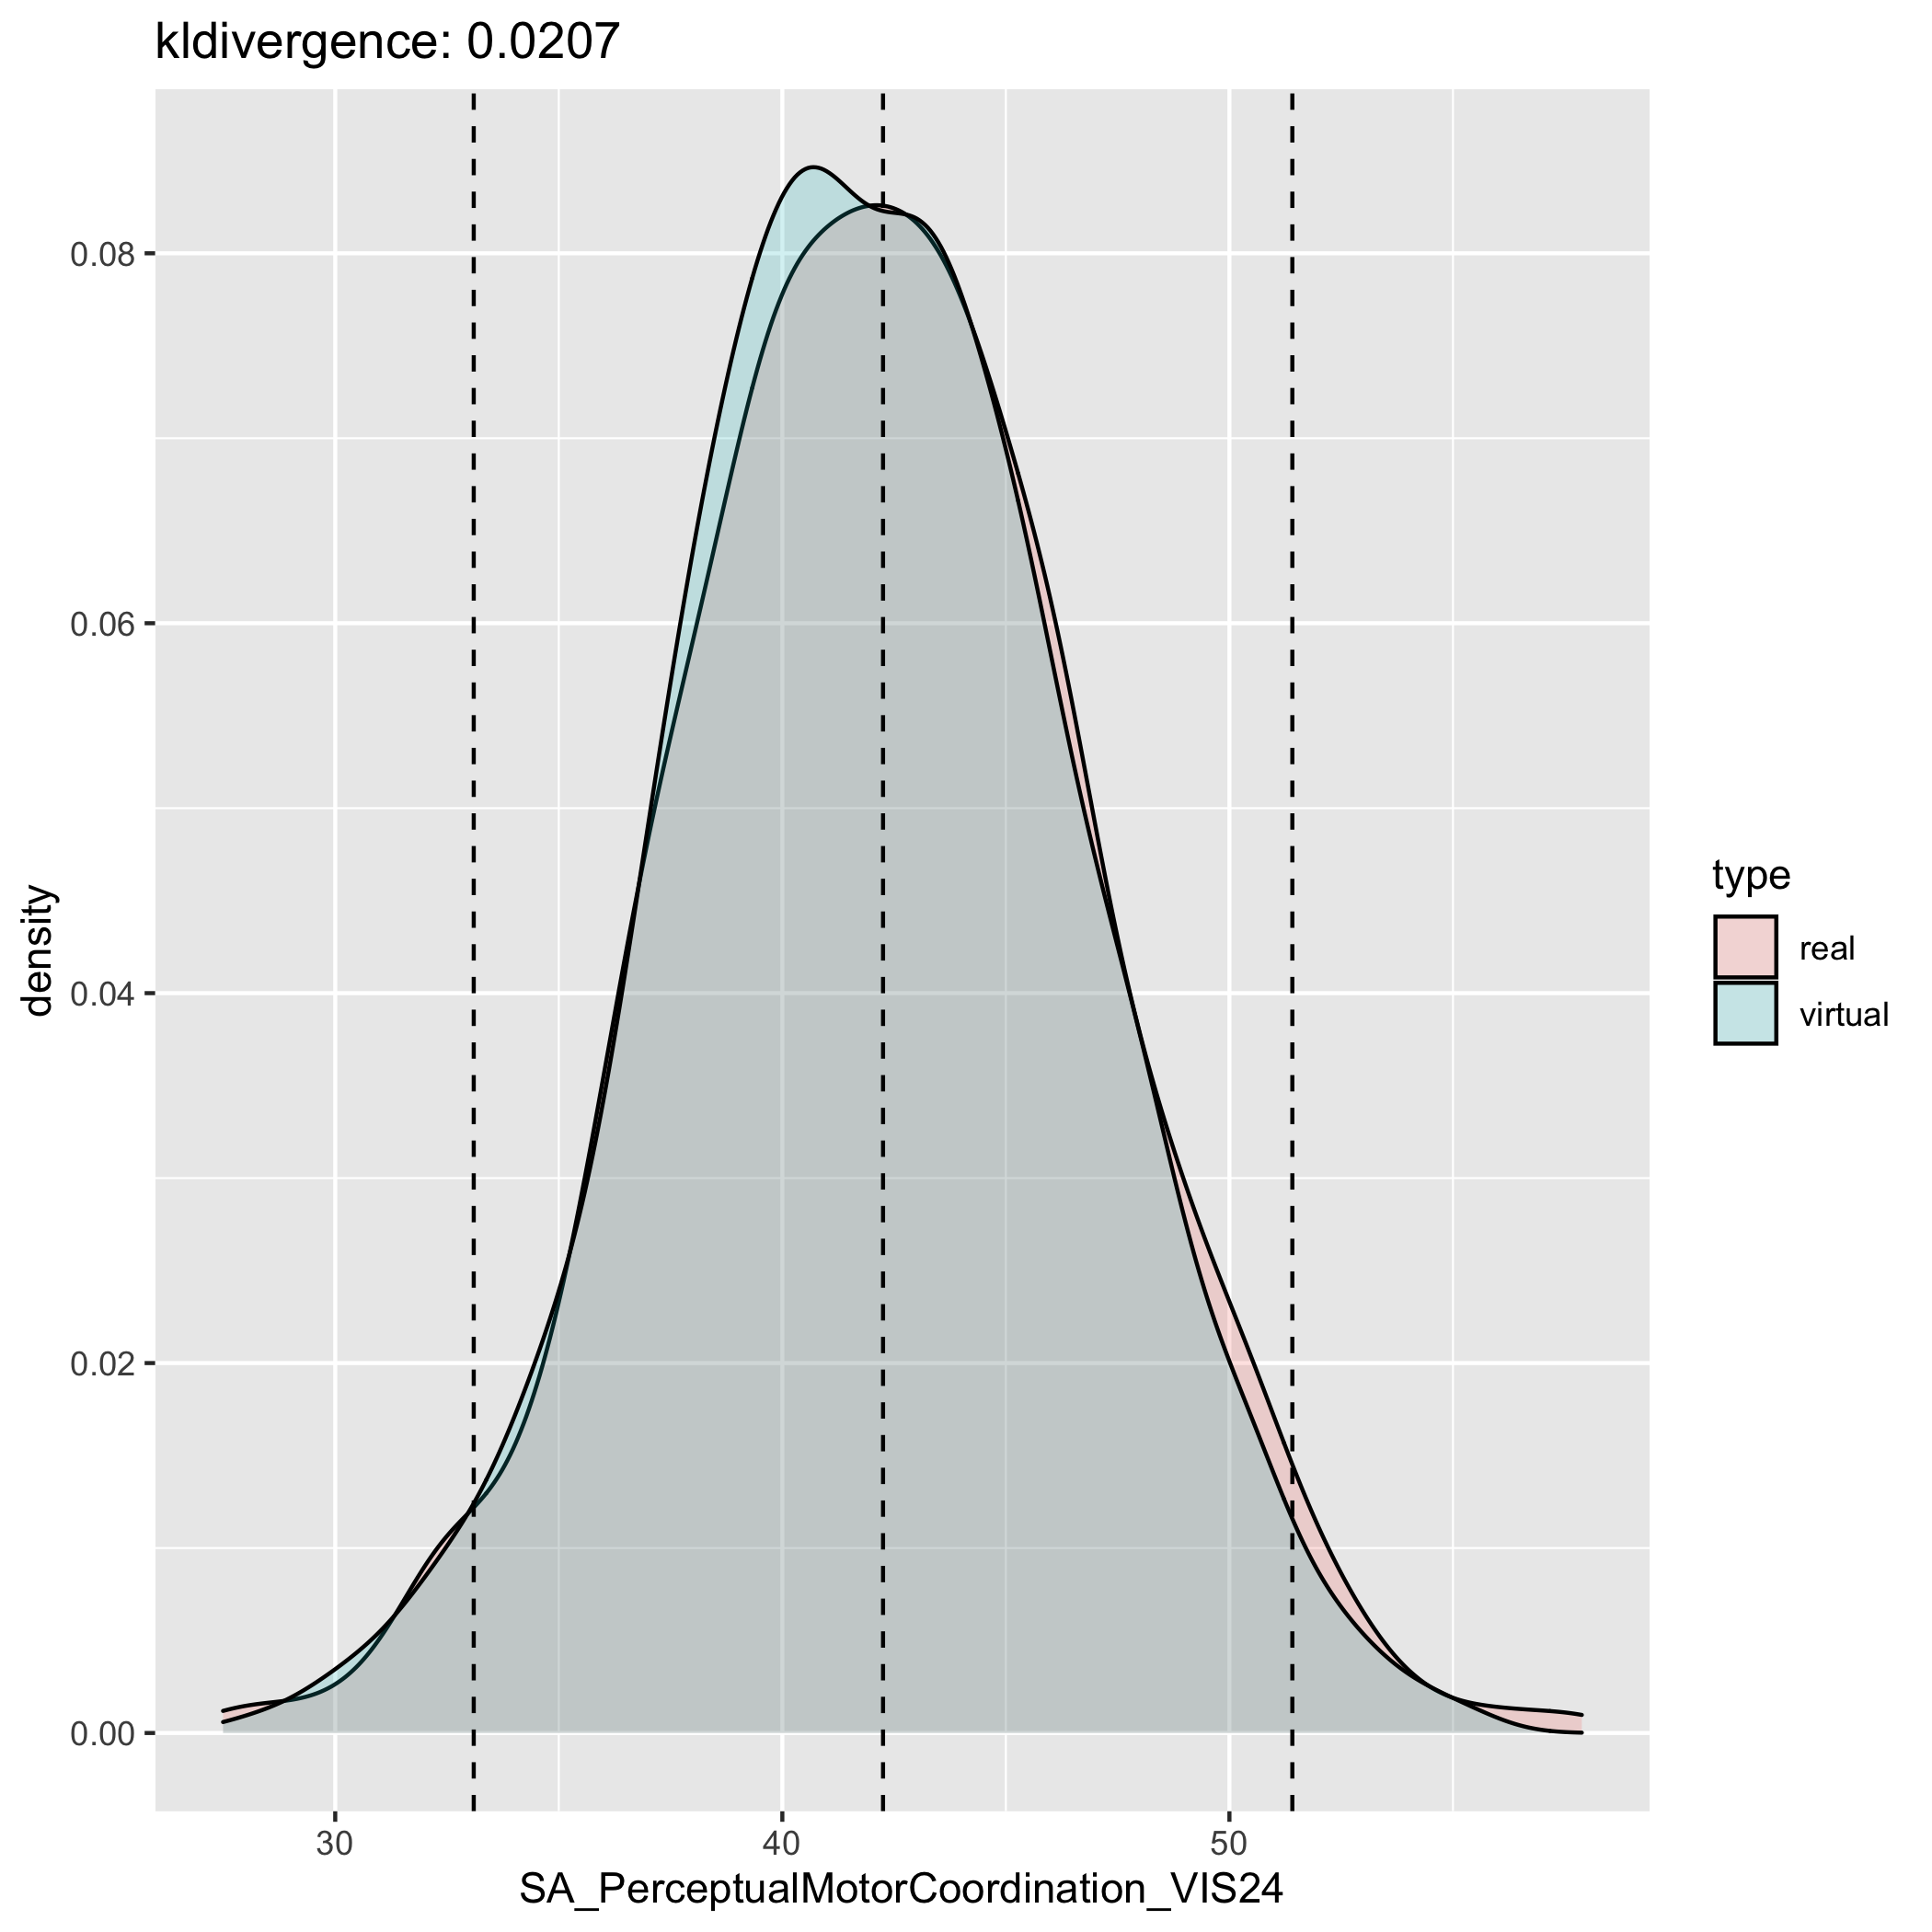 kldivergence: 0.0207
0.08
0.06
0.04
0.02
0.00
density
30
40
50
SA_PerceptualMotorCoordination_VIS24
type
real
virtual